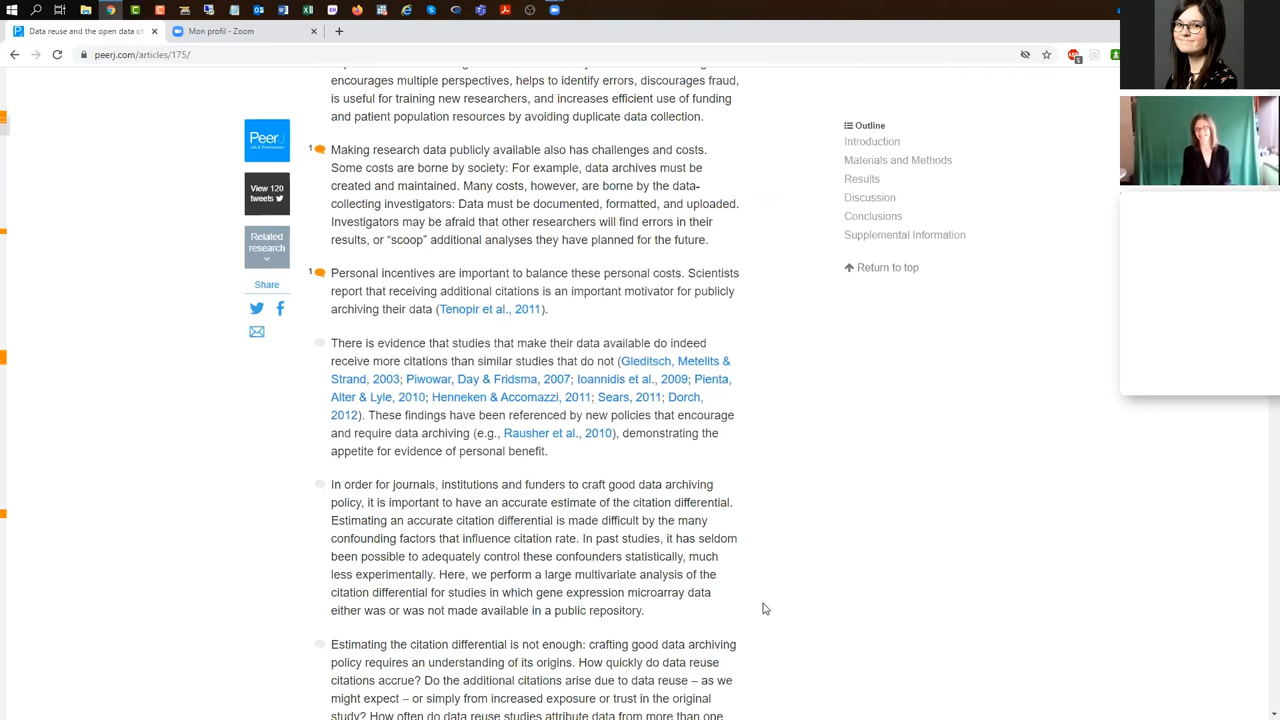 Data reuse and the open data cit
Mon profil - Zoom
peerj.com/articles/175/
encourages multiple perspectives, helps to identify errors, discourages fraud,
is useful for training new researchers, and increases efficient use of funding
and patient population resources by avoiding duplicate data collection.
1
Making research data publicly available also has challenges and costs.
Some costs are borne by society: For example, data archives must be
created and maintained. Many costs, however, are borne by the data-
collecting investigators: Data must be documented, formatted, and uploaded.
Investigators may be afraid that other researchers will find errors in their
results, or “scoop” additional analyses they have planned for the future.
1
Personal incentives are important to balance these personal costs. Scientists
report that receiving additional citations is an important motivator for publicly
archiving their data (Tenopir et al., 2011).
There is evidence that studies that make their data available do indeed
receive more citations than similar studies that do not (Gleditsch, Metelits &
Strand, 2003; Piwowar, Day & Fridsma, 2007; Ioannidis et al., 2009; Pienta,
Alter & Lyle, 2010; Henneken & Accomazzi, 2011; Sears, 2011; Dorch,
2012). These findings have been referenced by new policies that encourage
and require data archiving (e.g., Rausher et al., 2010), demonstrating the
appetite for evidence of personal benefit.
In order for journals, institutions and funders to craft good data archiving
policy, it is important to have an accurate estimate of the citation differential.
Estimating an accurate citation differential is made difficult by the many
confounding factors that influence citation rate. In past studies, it has seldom
been possible to adequately control these confounders statistically, much
less experimentally. Here, we perform a large multivariate analysis of the
citation differential for studies in which gene expression microarray data
either was or was not made available in a public repository.
Estimating the citation differential is not enough: crafting good data archiving
policy requires an understanding of its origins. How quickly do data reuse
citations accrue? Do the additional citations arise due to data reuse – as we
might expect – or simply from increased exposure or trust in the original
study? How often do data reuse studies attribute data from more than one
PeerJ
Life & Environment
View 120
tweets
Related
research
Share
Outline
Introduction
Materials and Methods
Results
Discussion
Conclusions
Supplemental Information
Return to top